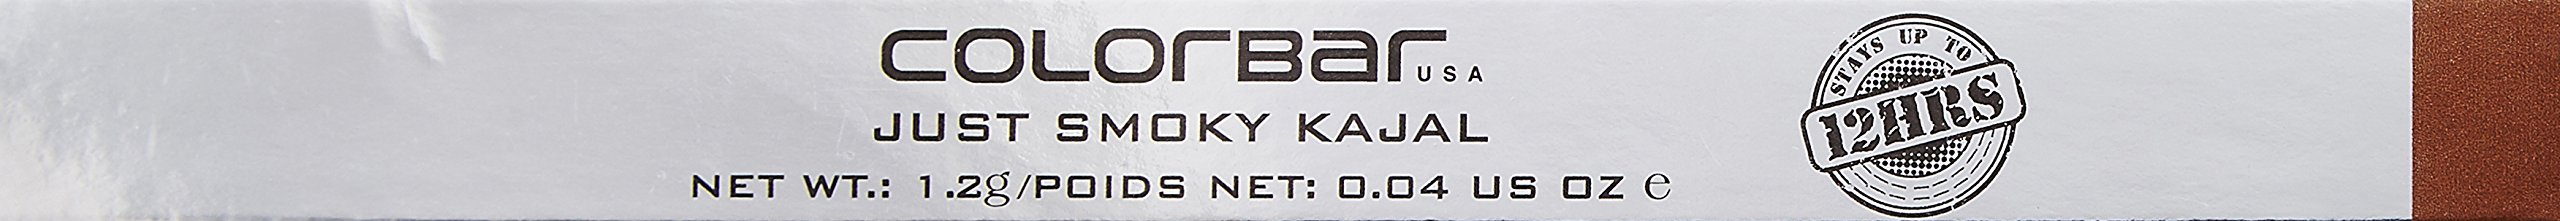 COLORBAR USA
JUST SMOKY KAJAL
NET WT.: 1.2g/POIDS NET: 0.04 US OZ e
STAYS UP TO
12HRS